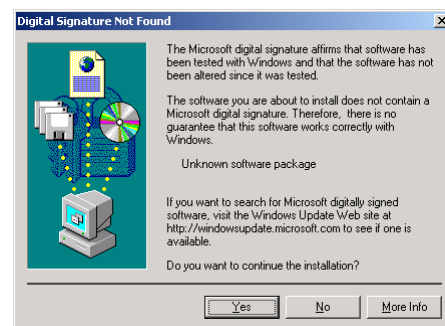 Digital Signature Not Found
The Microsoft digital signature affirms that software has
been tested with Windows and that the software has not
been altered since it was tested.
The software you are about to install does not contain a
Microsoft digital signature. Therefore, there is no
guarantee that this software works correctly with
Windows.
Unknown software package
If you want to search for Microsoft digitally signed
software, visit the Windows Update Web site at
http://windowsupdate.microsoft.com to see if one is
available.
Do you want to continue the installation?
Yes No More Info